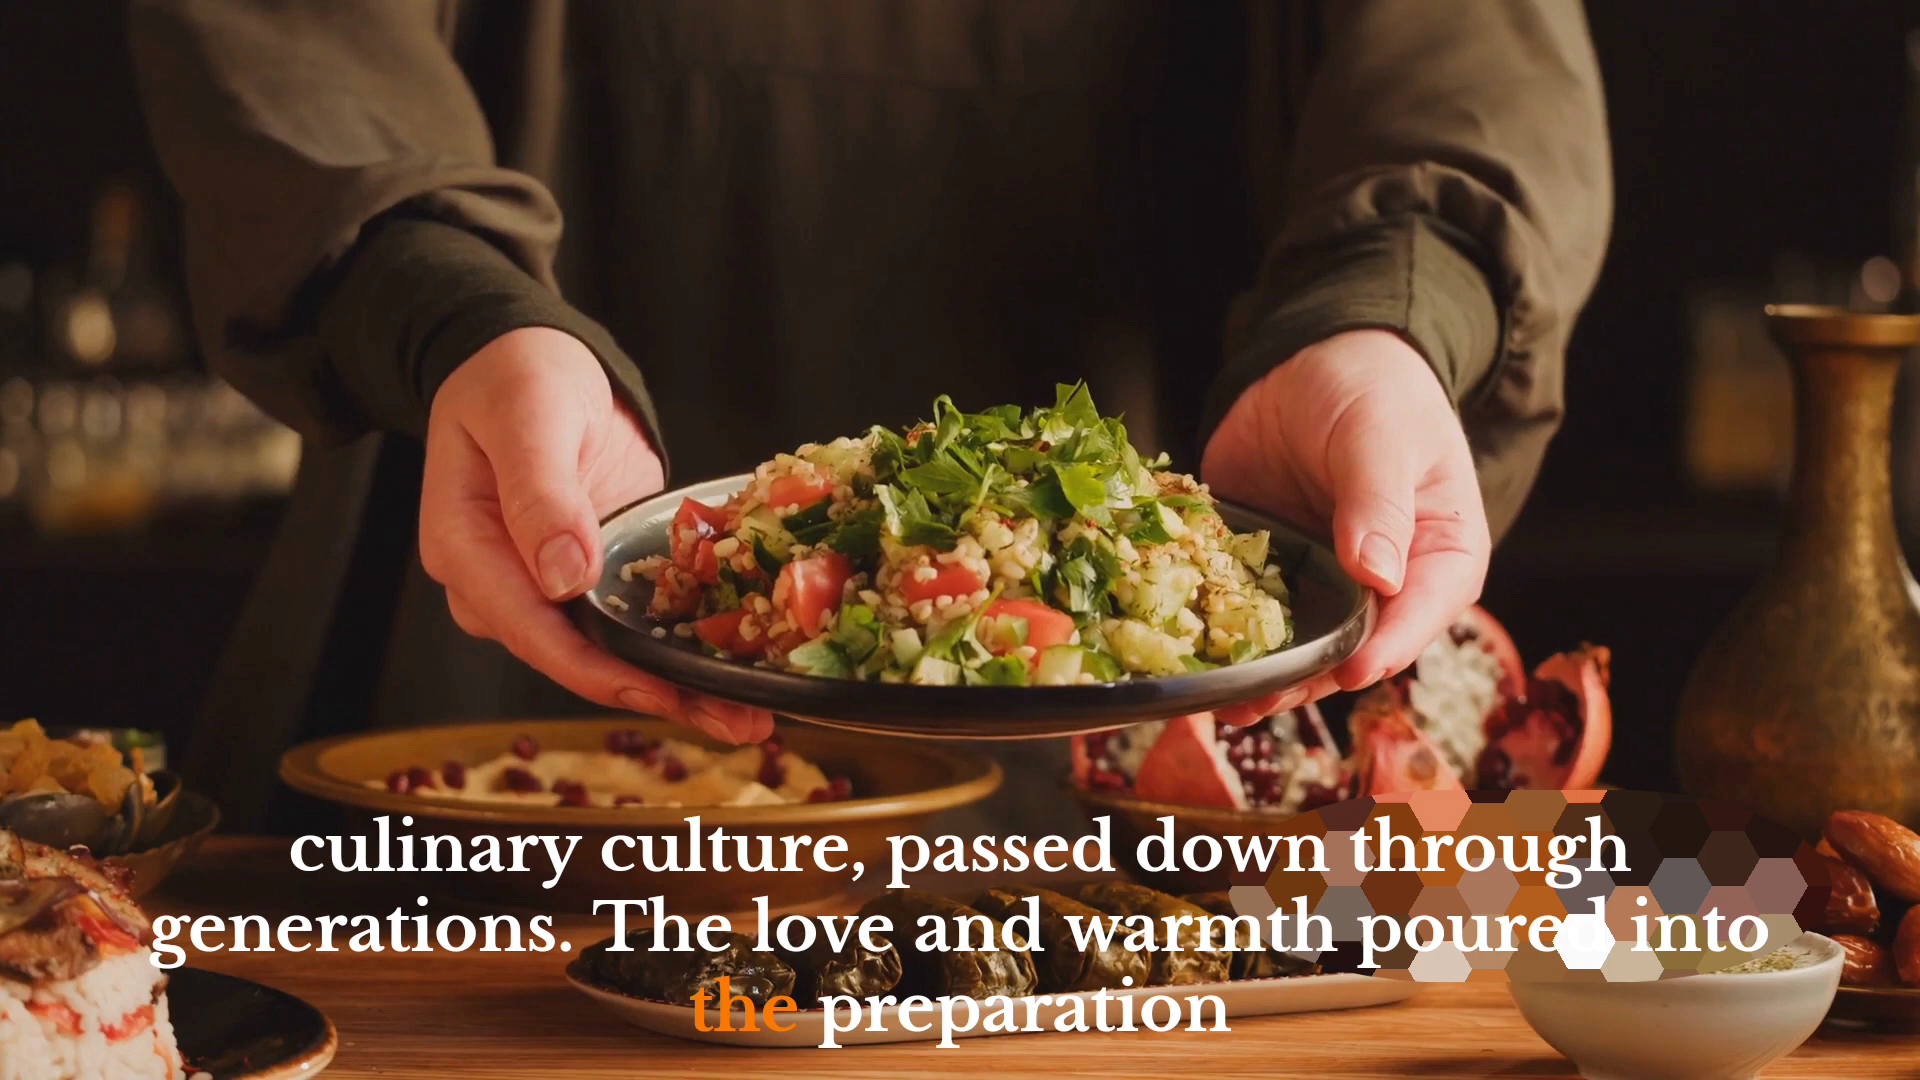 culinary culture, passed down through
generations. The love and warmth poured into
the preparation